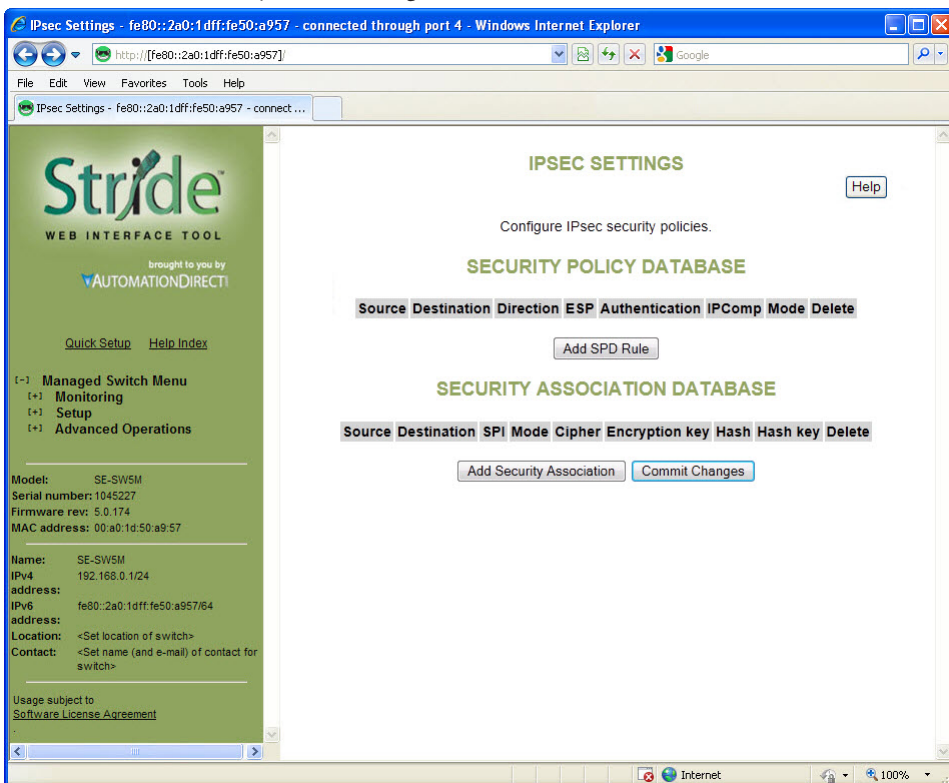 IPsec Settings - fe80::2a0:1dff:fe50:a957 - connected through port 4 - Windows Internet Explorer
http://[fe80::2a0:1dff:fe50:a957]/
Google
File Edit View Favorites Tools Help
IPsec Settings - fe80::2a0:1dff:fe50:a957 - connect ...
Stride
WEB INTERFACE TOOL
brought to you by
AUTOMATIONDIRECT
Quick Setup Help Index
[-] Managed Switch Menu
[+] Monitoring
[+] Setup
[+] Advanced Operations
Model: SE-SW5M
Serial number: 1045227
Firmware rev: 5.0.174
MAC address: 00:a0:1d:50:a9:57
Name: SE-SW5M
IPv4 address: 192.168.0.1/24
IPv6 address: fe80::2a0:1dff:fe50:a957/64
Location: <Set location of switch>
Contact: <Set name (and e-mail) of contact for switch>
Usage subject to
Software License Agreement
.
IPSEC SETTINGS
Help
Configure IPsec security policies.
SECURITY POLICY DATABASE
Source Destination Direction ESP Authentication IPComp Mode Delete
Add SPD Rule
SECURITY ASSOCIATION DATABASE
Source Destination SPI Mode Cipher Encryption key Hash Hash key Delete
Add Security Association Commit Changes
Internet
100%